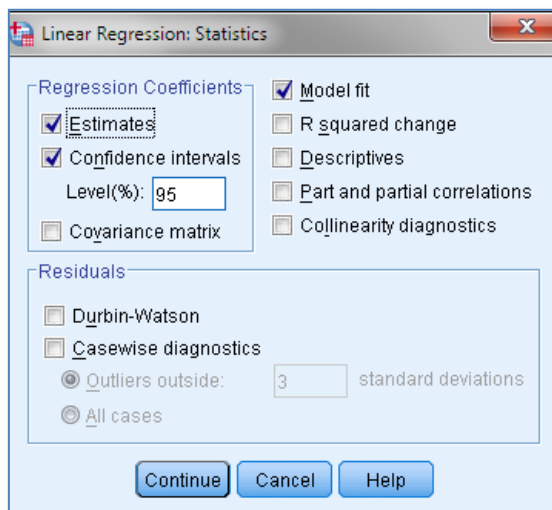 Linear Regression: Statistics
Regression Coefficients
Estimates
Confidence intervals
Level(%): 95
Covariance matrix
Model fit
R squared change
Descriptives
Part and partial correlations
Collinearity diagnostics
Residuals
Durbin-Watson
Casewise diagnostics
Outliers outside: 3 standard deviations
All cases
Continue Cancel Help